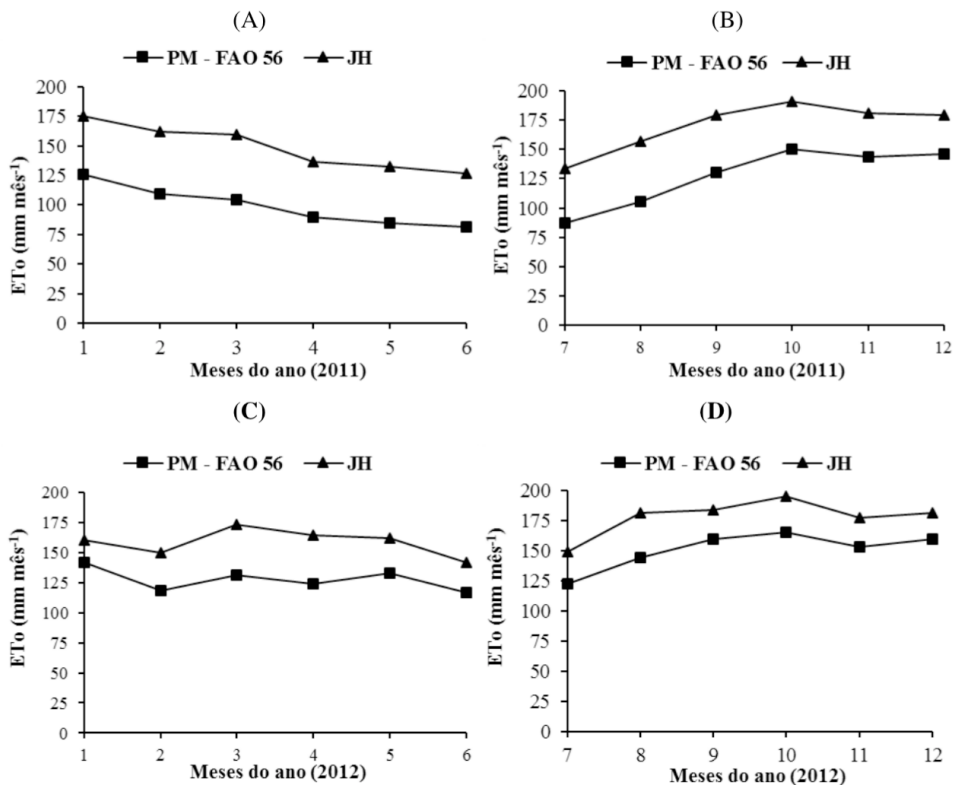 (A)
PM - FAO 56 JH
ETo (mm mês⁻¹)
200
175
150
125
100
75
50
25
0
1 2 3 4 5 6
Meses do ano (2011)
(B)
PM - FAO 56 JH
ETo (mm mês⁻¹)
200
175
150
125
100
75
50
25
0
7 8 9 10 11 12
Meses do ano (2011)
(C)
PM - FAO 56 JH
ETo (mm mês⁻¹)
200
175
150
125
100
75
50
25
0
1 2 3 4 5 6
Meses do ano (2012)
(D)
PM - FAO 56 JH
ETo (mm mês⁻¹)
200
175
150
125
100
75
50
25
0
7 8 9 10 11 12
Meses do ano (2012)